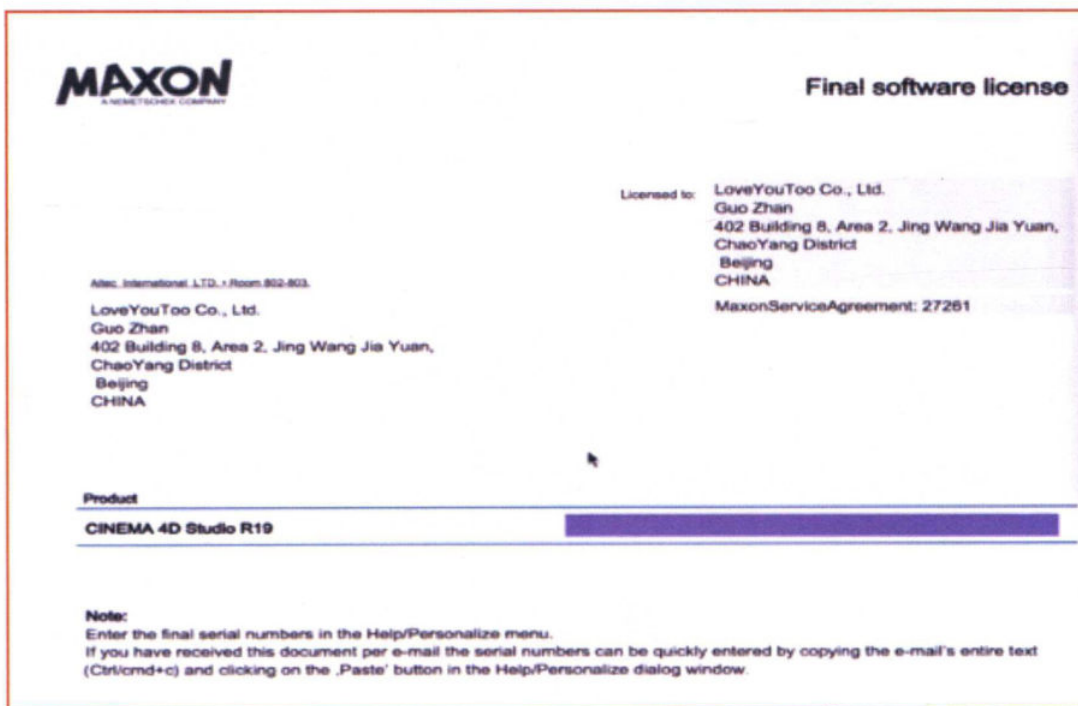 MAXON
A NEMETSCHEK COMPANY
Final software license
Licensed to:
LoveYouToo Co., Ltd.
Guo Zhan
402 Building 8, Area 2, Jing Wang Jia Yuan,
ChaoYang District
Beijing
CHINA
MaxonServiceAgreement: 27261
Altec International LTD. • Room 802-803,
LoveYouToo Co., Ltd.
Guo Zhan
402 Building 8, Area 2, Jing Wang Jia Yuan,
ChaoYang District
Beijing
CHINA
Product
CINEMA 4D Studio R19
Note:
Enter the final serial numbers in the Help/Personalize menu.
If you have received this document per e-mail the serial numbers can be quickly entered by copying the e-mail's entire text
(Ctrl/cmd+c) and clicking on the ‚Paste' button in the Help/Personalize dialog window.